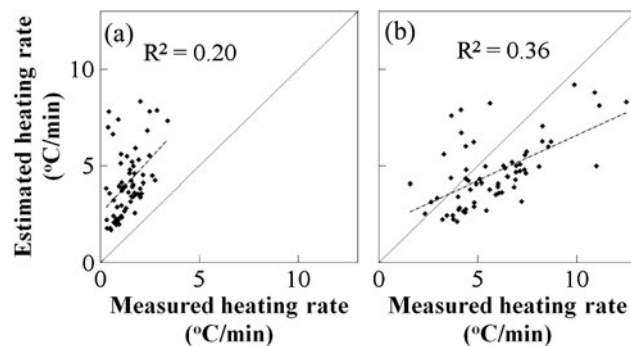 (a)
R² = 0.20
(b)
R² = 0.36
Estimated heating rate
(°C/min)
10
5
0
0
5
10
0
5
10
Measured heating rate
(°C/min)
Measured heating rate
(°C/min)